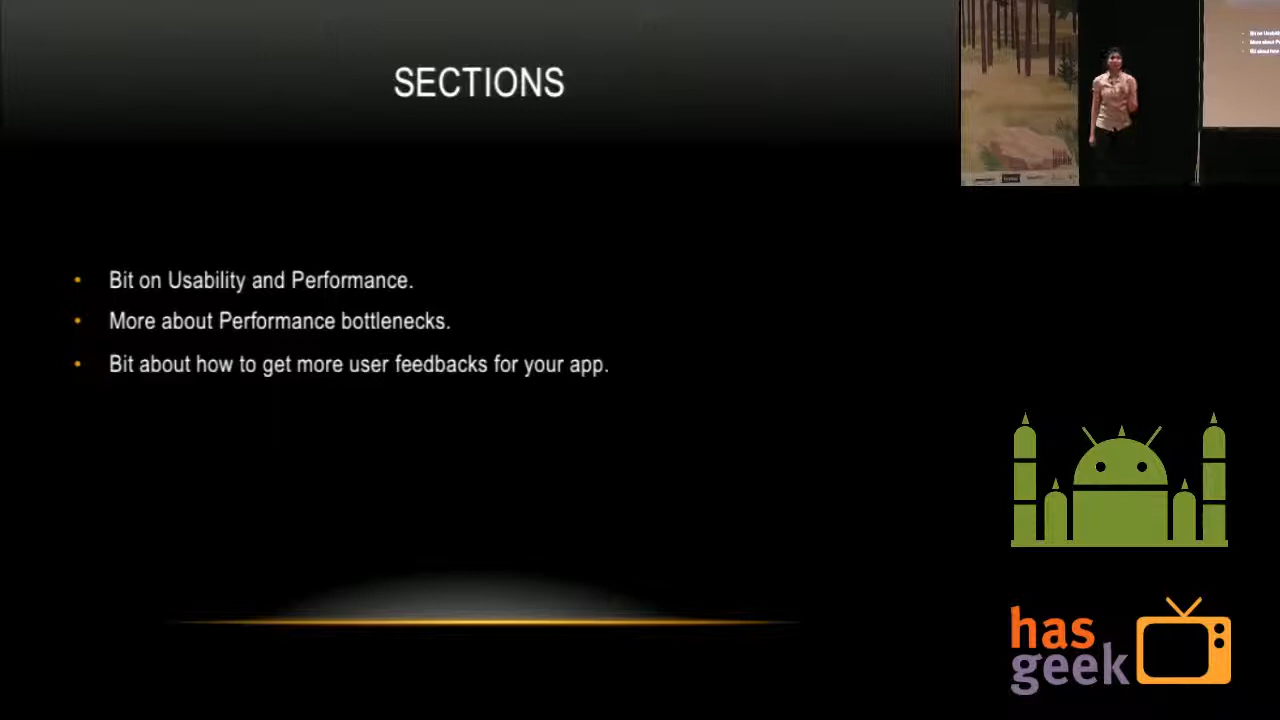 SECTIONS
• Bit on Usability and Performance.
• More about Performance bottlenecks.
• Bit about how to get more user feedbacks for your app.
has
geek